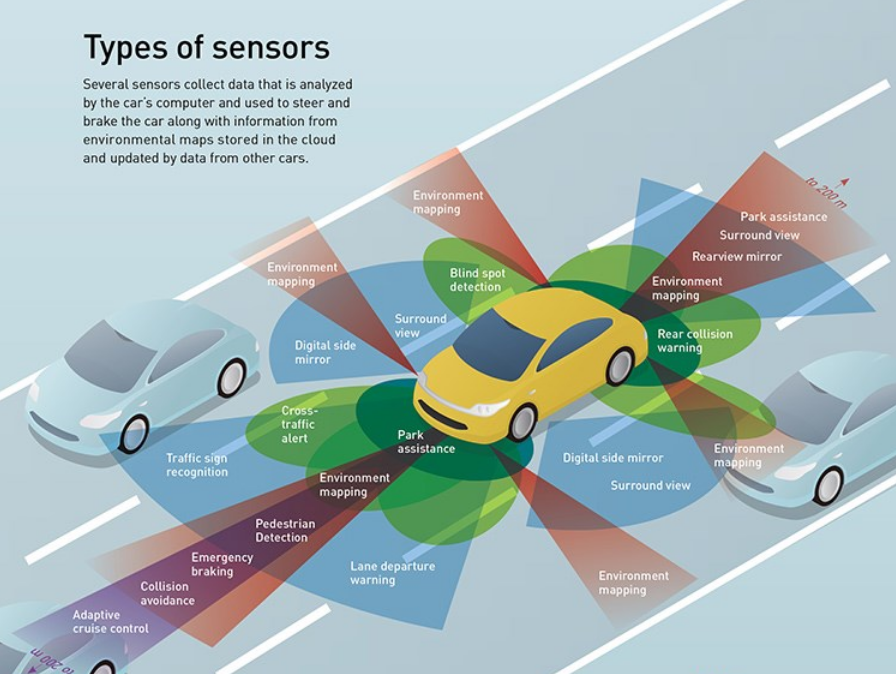 Types of sensors
Several sensors collect data that is analyzed
by the car's computer and used to steer and
brake the car along with information from
environmental maps stored in the cloud
and updated by data from other cars.
to 200 m
Environment
mapping
Park assistance
Surround view
Rearview mirror
Environment
mapping
Blind spot
detection
Environment
mapping
Surround
view
Digital side
mirror
Rear collision
warning
Cross-
traffic
alert
Park
assistance
Traffic sign
recognition
Digital side mirror
Surround view
Environment
mapping
Environment
mapping
Pedestrian
Detection
Emergency
braking
Lane departure
warning
Environment
mapping
Collision
avoidance
Adaptive
cruise control
to 200 m